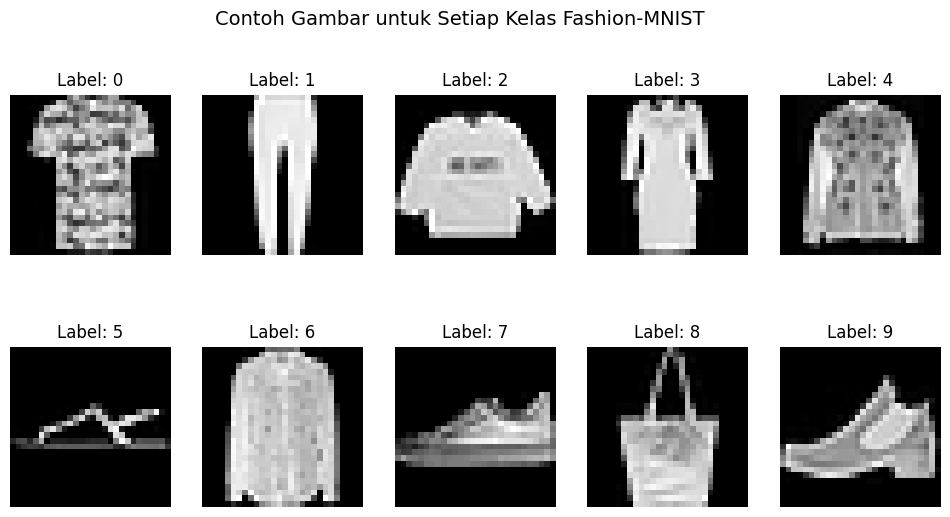 Contoh Gambar untuk Setiap Kelas Fashion-MNIST
Label: 0
Label: 1
Label: 2
Label: 3
Label: 4
Label: 5
Label: 6
Label: 7
Label: 8
Label: 9